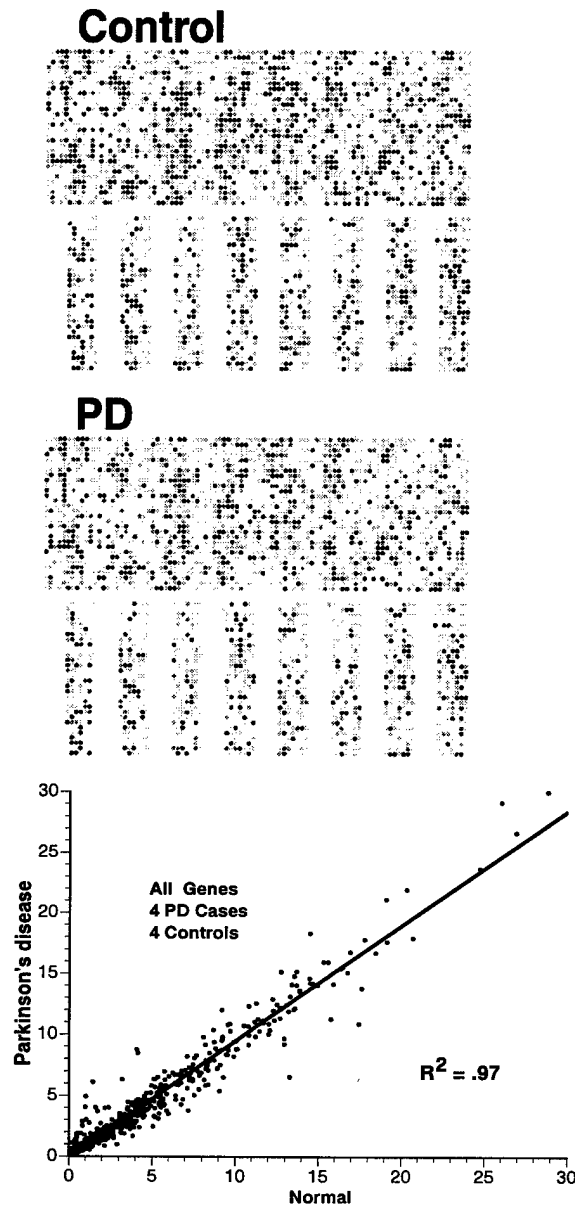 Control
PD
30
25
20
15
10
5
0
Parkinson's disease
All Genes
4 PD Cases
4 Controls
R² = .97
0 5 10 15 20 25 30
Normal